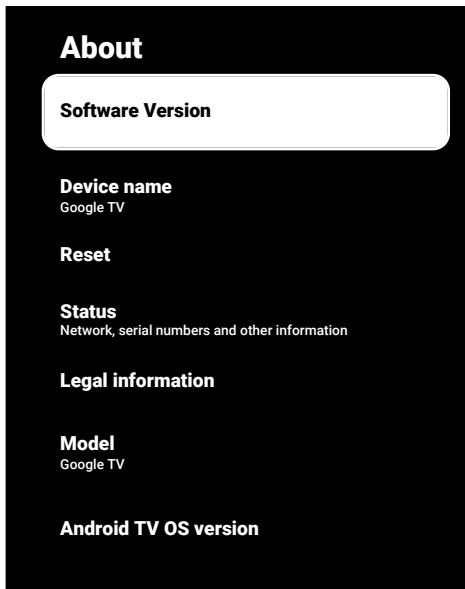 About
Software Version
Device name
Google TV
Reset
Status
Network, serial numbers and other information
Legal information
Model
Google TV
Android TV OS version